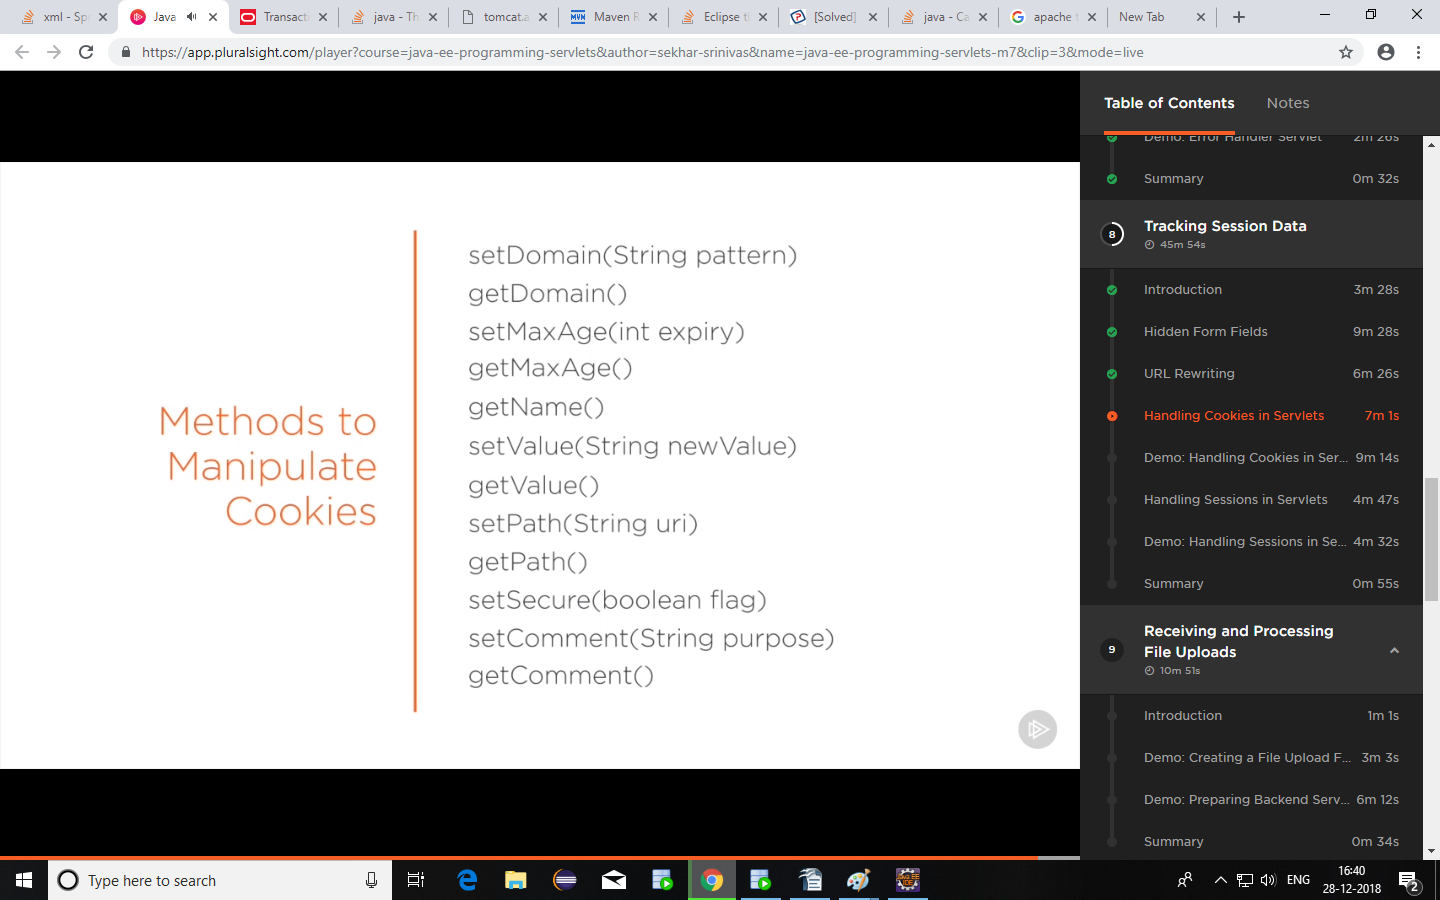 xml - Spr
Java
Transacti
java - Th
tomcat.a
Maven R
Eclipse ti
[Solved]
java - Ca
apache t
New Tab
https://app.pluralsight.com/player?course=java-ee-programming-servlets&author=sekhar-srinivas&name=java-ee-programming-servlets-m7&clip=3&mode=live
Methods to
Manipulate
Cookies
setDomain(String pattern)
getDomain()
setMaxAge(int expiry)
getMaxAge()
getName()
setValue(String newValue)
getValue()
setPath(String uri)
getPath()
setSecure(boolean flag)
setComment(String purpose)
getComment()
Table of Contents Notes
Demo: Error Handler Servlet 2m 26s
Summary 0m 32s
8 Tracking Session Data
45m 54s
Introduction 3m 28s
Hidden Form Fields 9m 28s
URL Rewriting 6m 26s
Handling Cookies in Servlets 7m 1s
Demo: Handling Cookies in Ser... 9m 14s
Handling Sessions in Servlets 4m 47s
Demo: Handling Sessions in Se... 4m 32s
Summary 0m 55s
9 Receiving and Processing
File Uploads
10m 51s
Introduction 1m 1s
Demo: Creating a File Upload F... 3m 3s
Demo: Preparing Backend Serv... 6m 12s
Summary 0m 34s
Type here to search
ENG
16:40
28-12-2018
2